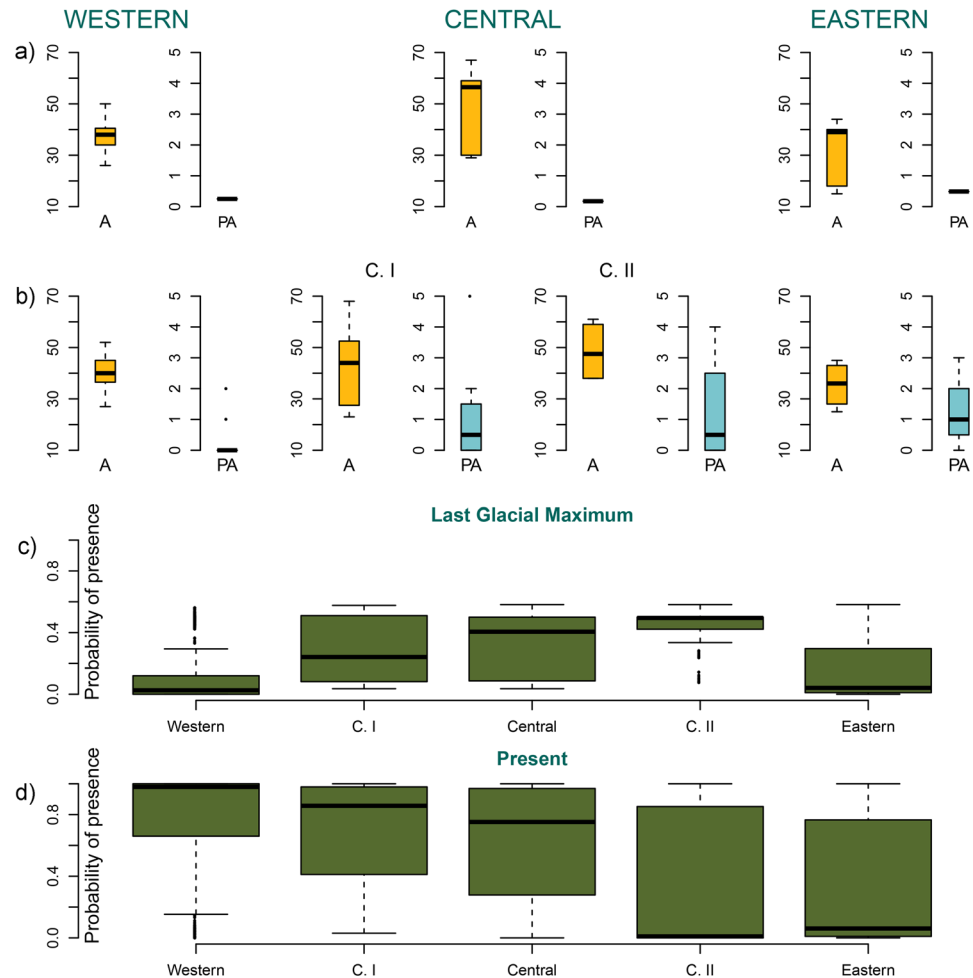 WESTERN CENTRAL EASTERN
a)
70 50 30 10 5 4 3 2 1 0 70 50 30 10 5 4 3 2 1 0 70 50 30 10 5 4 3 2 1 0
A PA A PA A PA
C. I C. II
b)
70 50 30 10 5 4 3 2 1 0 70 50 30 10 5 4 3 2 1 0 70 50 30 10 5 4 3 2 1 0 70 50 30 10 5 4 3 2 1 0
A PA A PA A PA A PA
Last Glacial Maximum
c)
Probability of presence
0.8 0.4 0.0
Western C. I Central C. II Eastern
Present
d)
Probability of presence
0.8 0.4 0.0
Western C. I Central C. II Eastern